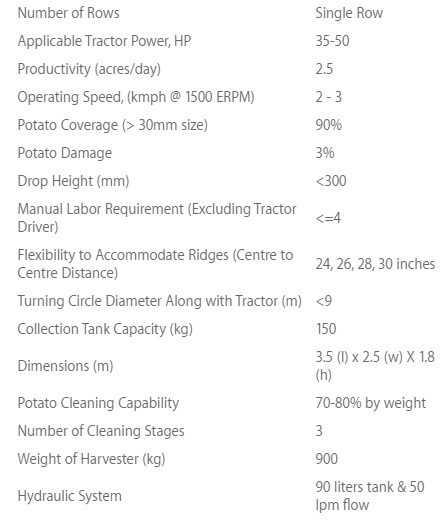 Number of Rows Single Row
Applicable Tractor Power, HP 35-50
Productivity (acres/day) 2.5
Operating Speed, (kmph @ 1500 ERPM) 2 - 3
Potato Coverage (> 30mm size) 90%
Potato Damage 3%
Drop Height (mm) <300
Manual Labor Requirement (Excluding Tractor
Driver) <=4
Flexibility to Accommodate Ridges (Centre to
Centre Distance) 24, 26, 28, 30 inches
Turning Circle Diameter Along with Tractor (m) <9
Collection Tank Capacity (kg) 150
Dimensions (m) 3.5 (l) x 2.5 (w) X 1.8
(h)
Potato Cleaning Capability 70-80% by weight
Number of Cleaning Stages 3
Weight of Harvester (kg) 900
Hydraulic System 90 liters tank & 50
lpm flow